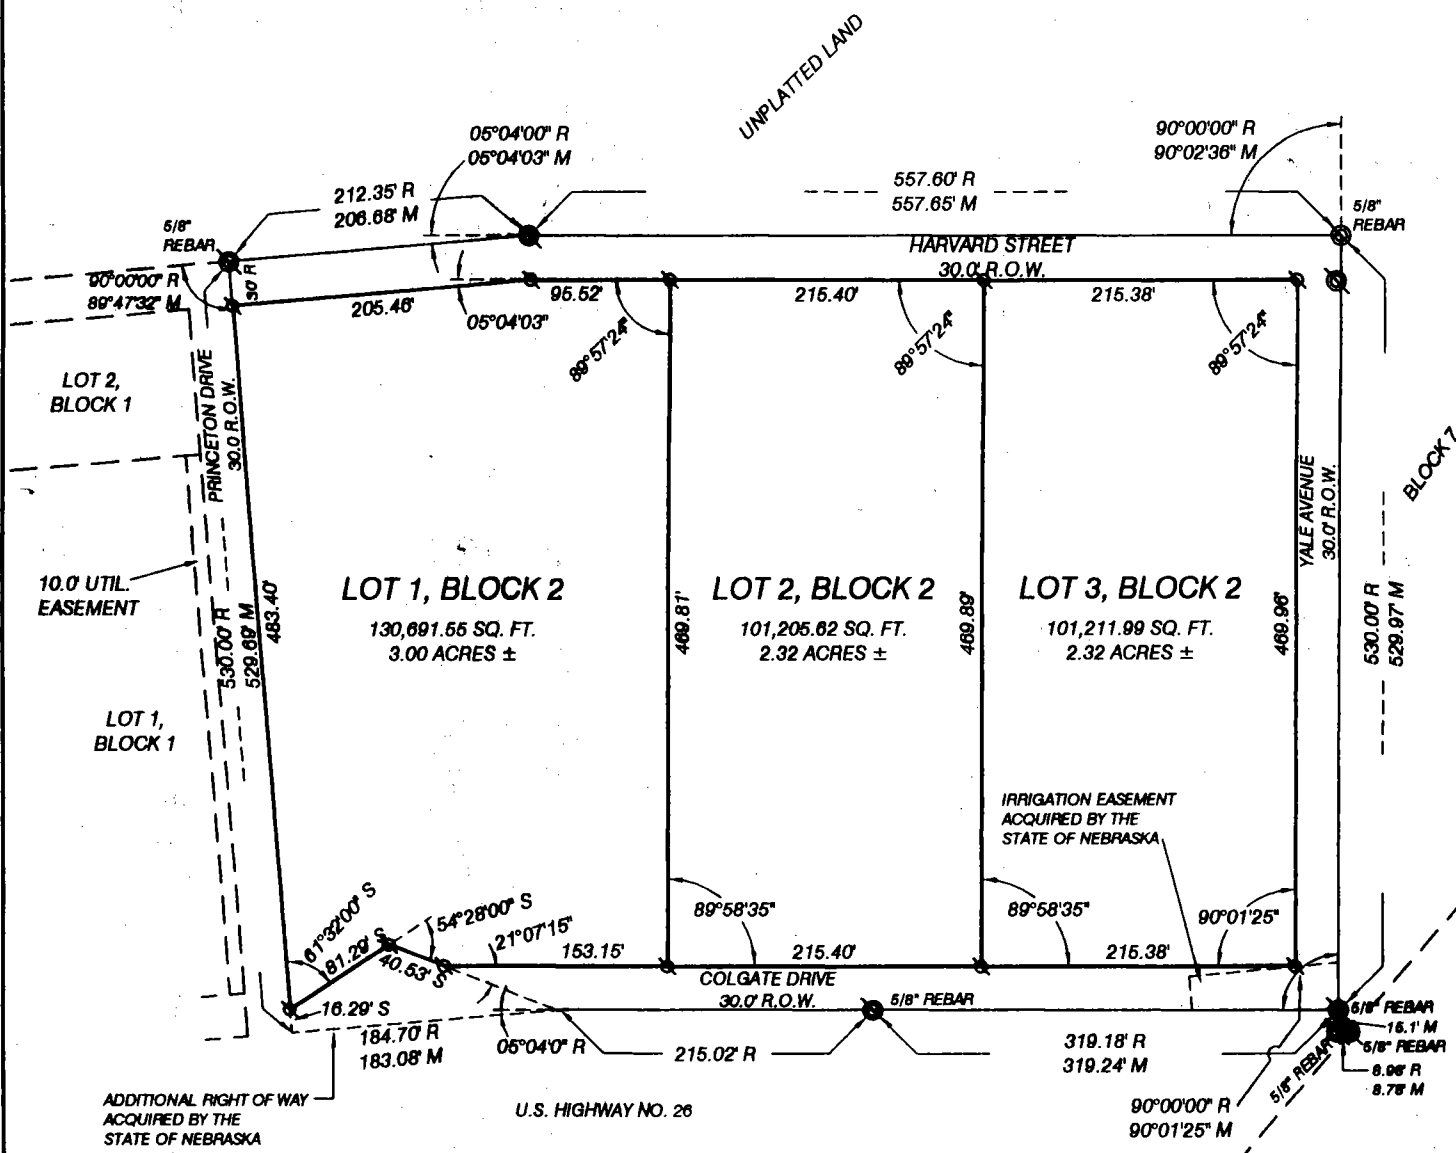 UNPLATTED LAND
05°04'00" R
05°04'03" M
90°00'00" R
90°02'36" M
212.35' R
206.68' M
557.60' R
557.65' M
5/8"
REBAR
5/8"
REBAR
HARVARD STREET
30.0' R.O.W.
90°00'00" R
89°47'32" M
30' R
205.46'
05°04'03"
95.52'
215.40'
215.38'
89°57'24"
89°57'24"
89°57'24"
LOT 2,
BLOCK 1
PRINCETON DRIVE
30.0 R.O.W.
YALE AVENUE
30.0' R.O.W.
BLOCK 7
10.0' UTIL.
EASEMENT
530.00' R
529.69' M
483.40'
LOT 1, BLOCK 2
130,691.55 SQ. FT.
3.00 ACRES ±
469.81'
LOT 2, BLOCK 2
101,205.62 SQ. FT.
2.32 ACRES ±
469.89'
LOT 3, BLOCK 2
101,211.99 SQ. FT.
2.32 ACRES ±
469.96'
530.00' R
529.97' M
LOT 1,
BLOCK 1
IRRIGATION EASEMENT
ACQUIRED BY THE
STATE OF NEBRASKA
61°32'00" S
81.29' S
54°28'00" S
40.53' S
21°07'15"
153.15'
89°58'35"
215.40'
89°58'35"
215.38'
90°01'25"
COLGATE DRIVE
30.0' R.O.W.
5/8" REBAR
16.29' S
184.70' R
183.08' M
05°04'0" R
215.02' R
319.18' R
319.24' M
5/8" REBAR
15.1' M
5/8" REBAR
5/8" REBAR
8.96' R
8.78' M
90°00'00" R
90°01'25" M
ADDITIONAL RIGHT OF WAY
ACQUIRED BY THE
STATE OF NEBRASKA
U.S. HIGHWAY NO. 26